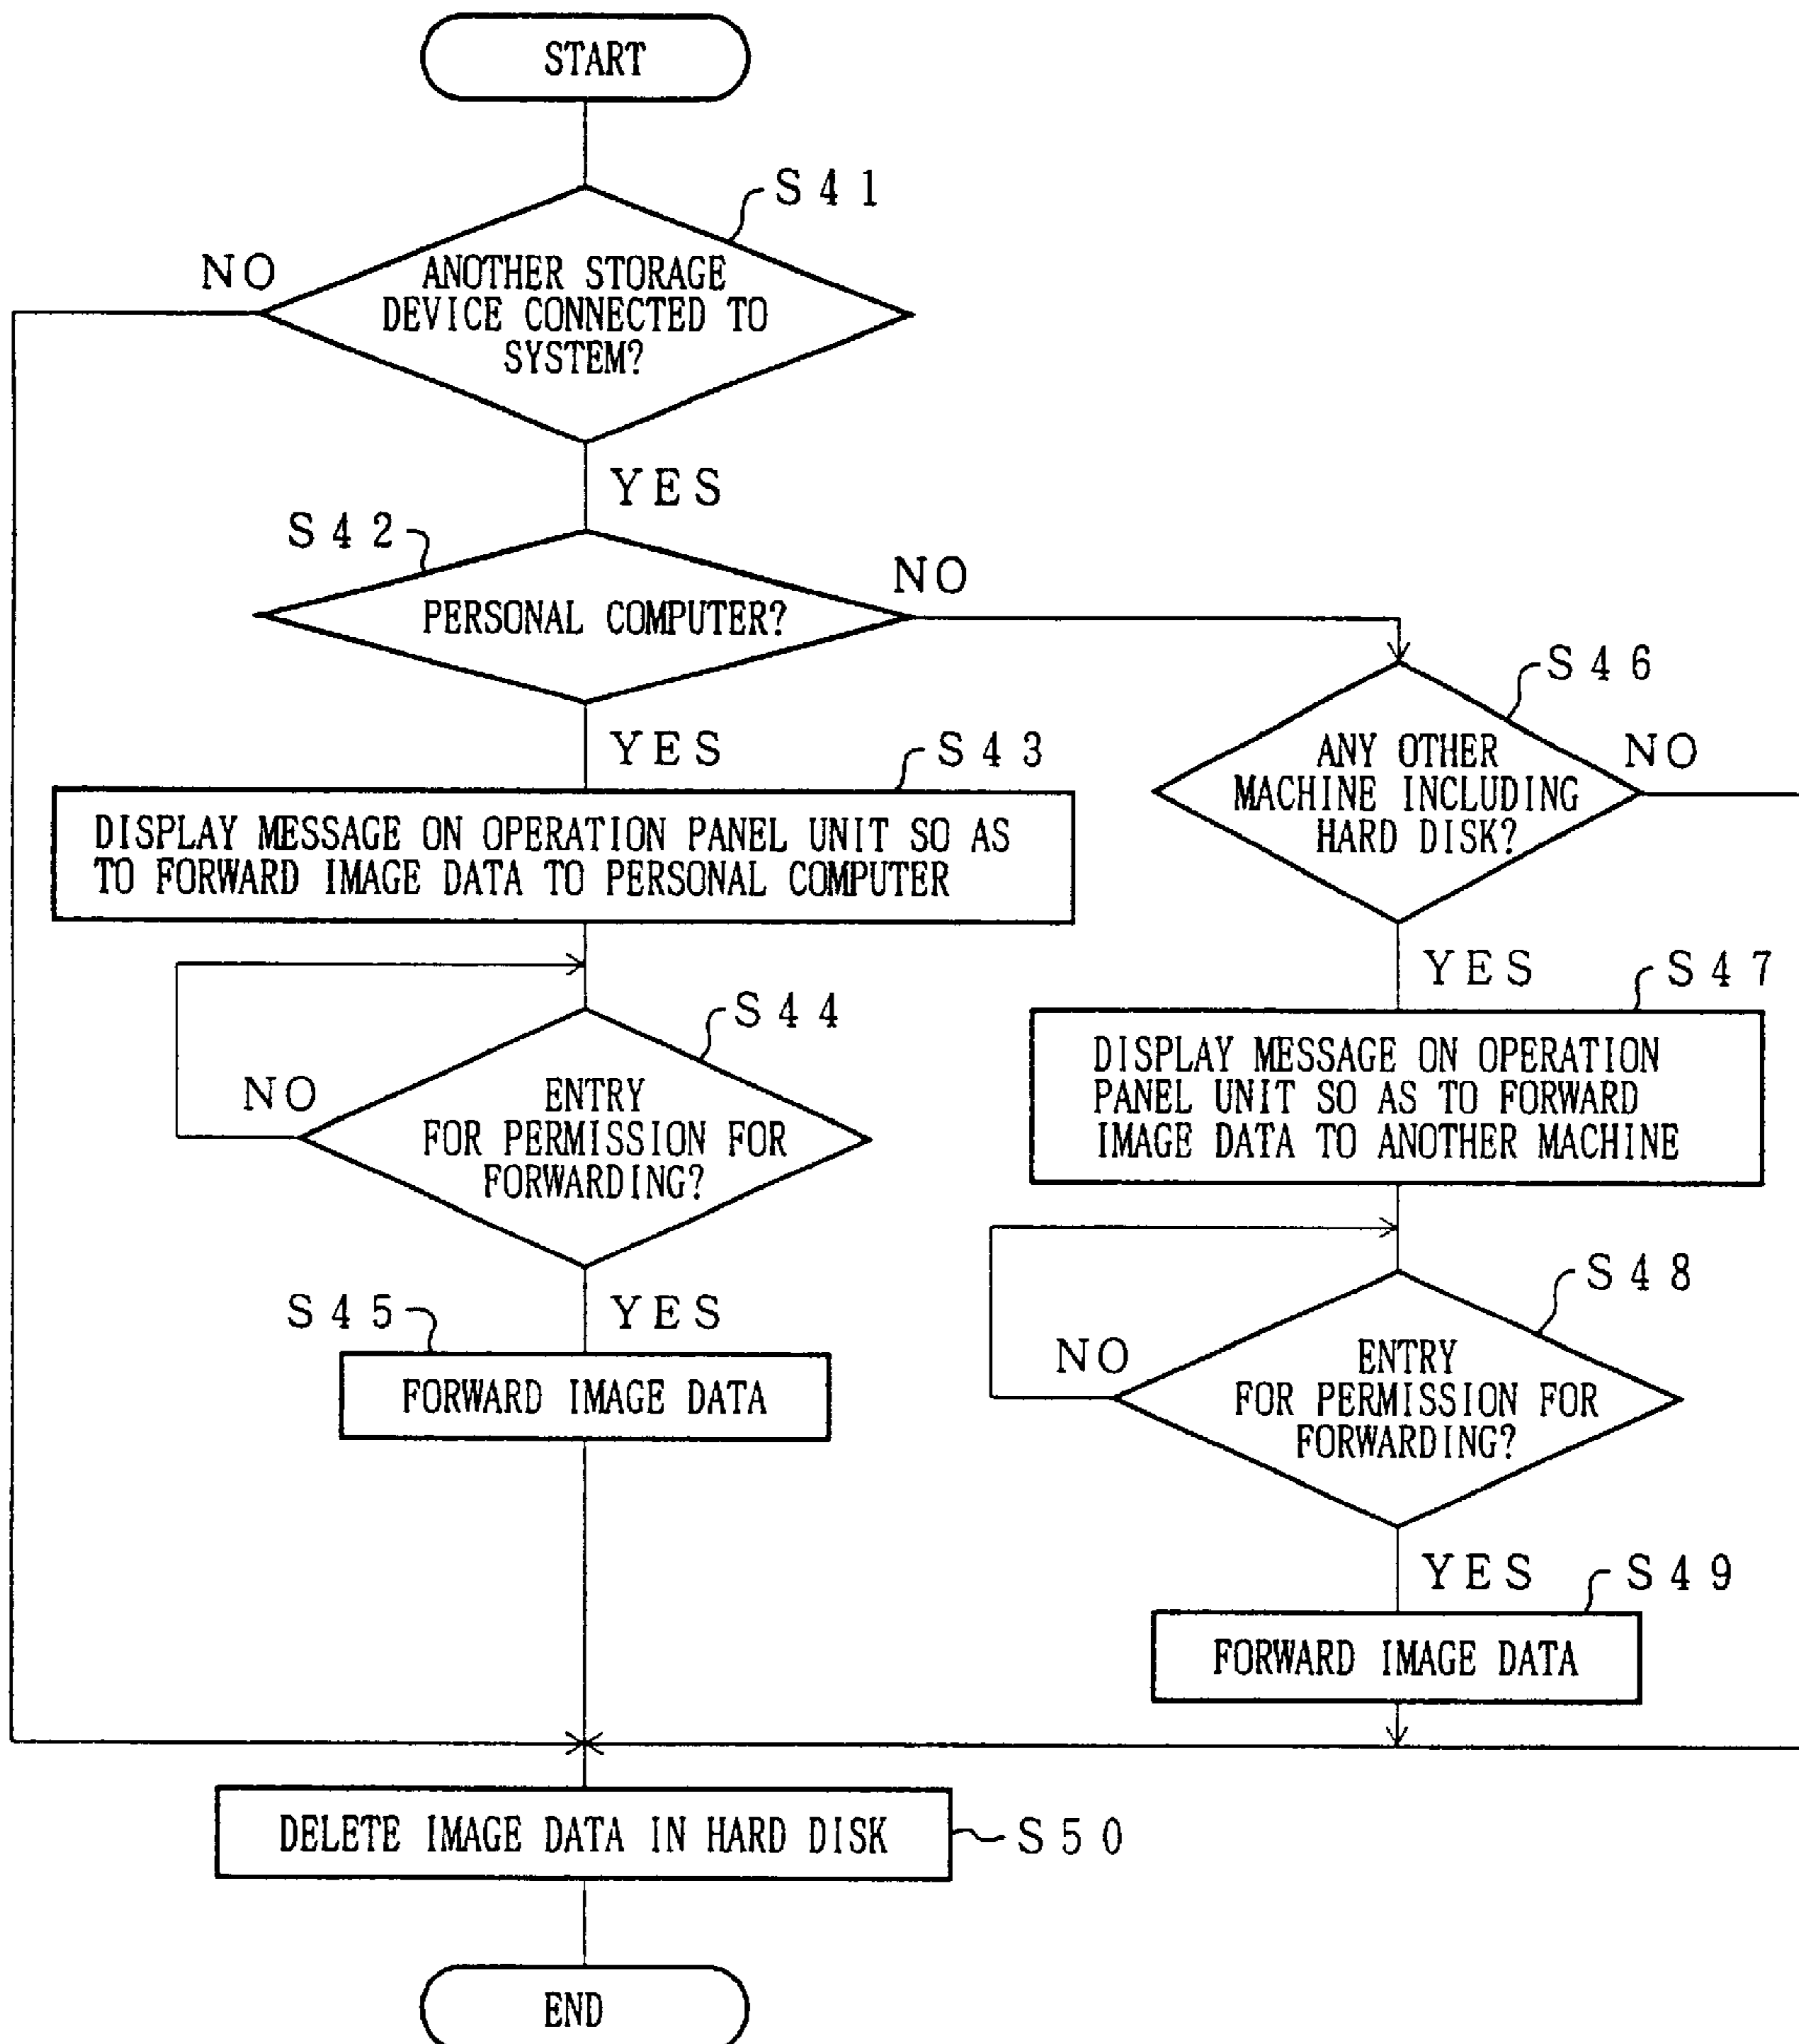 START
S41
NO
ANOTHER STORAGE
DEVICE CONNECTED TO
SYSTEM?
YES
S42
NO
PERSONAL COMPUTER?
YES
S43
DISPLAY MESSAGE ON OPERATION PANEL UNIT SO AS
TO FORWARD IMAGE DATA TO PERSONAL COMPUTER
S44
NO
ENTRY
FOR PERMISSION FOR
FORWARDING?
YES
S45
FORWARD IMAGE DATA
S46
NO
ANY OTHER
MACHINE INCLUDING
HARD DISK?
YES
S47
DISPLAY MESSAGE ON OPERATION
PANEL UNIT SO AS TO FORWARD
IMAGE DATA TO ANOTHER MACHINE
S48
NO
ENTRY
FOR PERMISSION FOR
FORWARDING?
YES
S49
FORWARD IMAGE DATA
DELETE IMAGE DATA IN HARD DISK
S50
END